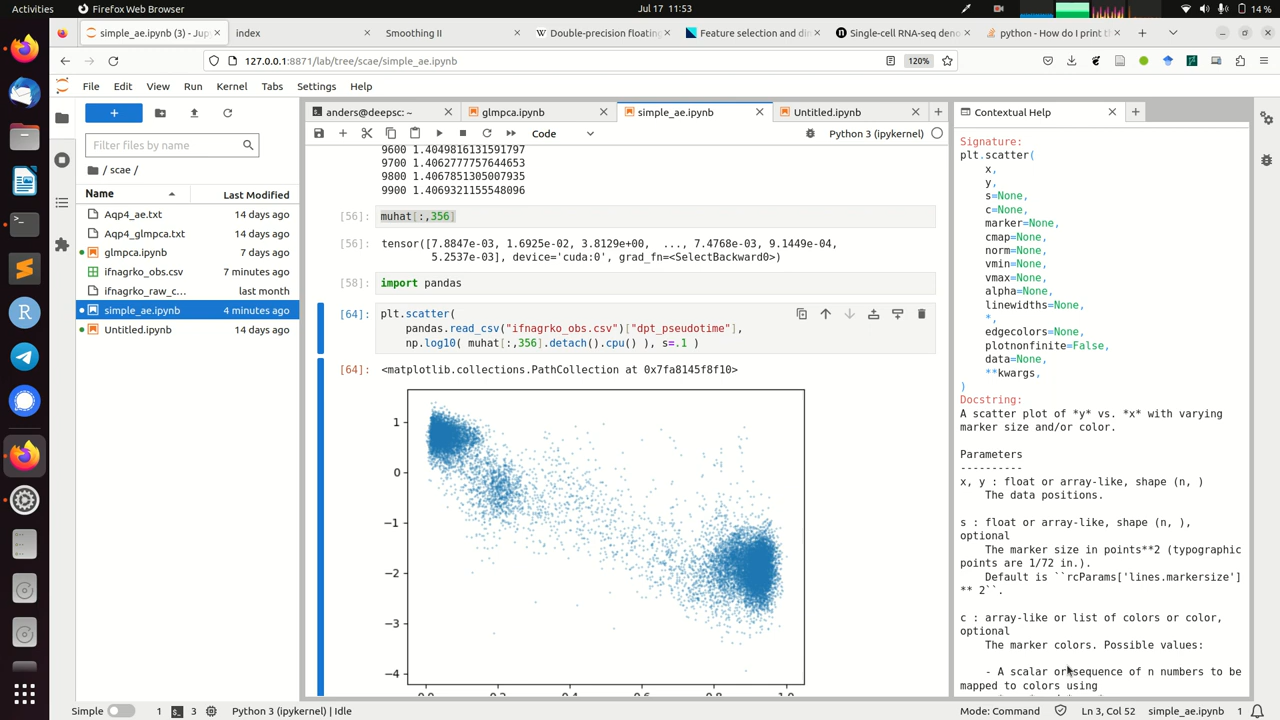 Activities
Firefox Web Browser
Jul 17 11:53
14 %
simple_ae.ipynb (3) - Jup
index
Smoothing II
Double-precision floating
Feature selection and dim
Single-cell RNA-seq deno
python - How do I print t
127.0.0.1:8871/lab/tree/scae/simple_ae.ipynb
120%
File Edit View Run Kernel Tabs Settings Help
anders@deepsc: ~
glmpca.ipynb
simple_ae.ipynb
Untitled.ipynb
Contextual Help
Code
Python 3 (ipykernel)
Filter files by name
/ scae /
Name
Last Modified
Aqp4_ae.txt 14 days ago
Aqp4_glmpca.txt 14 days ago
glmpca.ipynb 7 days ago
ifnagrko_obs.csv 7 minutes ago
ifnagrko_raw_c... last month
simple_ae.ipynb 4 minutes ago
Untitled.ipynb 14 days ago
9600 1.4049816131591797
9700 1.4062777757644653
9800 1.4067851305007935
9900 1.4069321155548096
[56]: muhat[:,356]
[56]: tensor([7.8847e-03, 1.6925e-02, 3.8129e+00, ..., 7.4768e-03, 9.1449e-04,
5.2537e-03], device='cuda:0', grad_fn=<SelectBackward0>)
[58]: import pandas
[64]: plt.scatter(
pandas.read_csv("ifnagrko_obs.csv")["dpt_pseudotime"],
np.log10( muhat[:,356].detach().cpu() ), s=.1 )
[64]: <matplotlib.collections.PathCollection at 0x7fa8145f8f10>
1
0
−1
−2
−3
−4
0.0 0.2 0.4 0.6 0.8 1.0
Signature:
plt.scatter(
x,
y,
s=None,
c=None,
marker=None,
cmap=None,
norm=None,
vmin=None,
vmax=None,
alpha=None,
linewidths=None,
*,
edgecolors=None,
plotnonfinite=False,
data=None,
**kwargs,
)
Docstring:
A scatter plot of *y* vs. *x* with varying
marker size and/or color.
Parameters
----------
x, y : float or array-like, shape (n, )
The data positions.
s : float or array-like, shape (n, ),
optional
The marker size in points**2 (typographic
points are 1/72 in.).
Default is ``rcParams['lines.markersize']
** 2``.
c : array-like or list of colors or color,
optional
The marker colors. Possible values:
- A scalar or sequence of n numbers to be
mapped to colors using
Simple
1
3
Python 3 (ipykernel) | Idle
Mode: Command
Ln 3, Col 52
simple_ae.ipynb
1